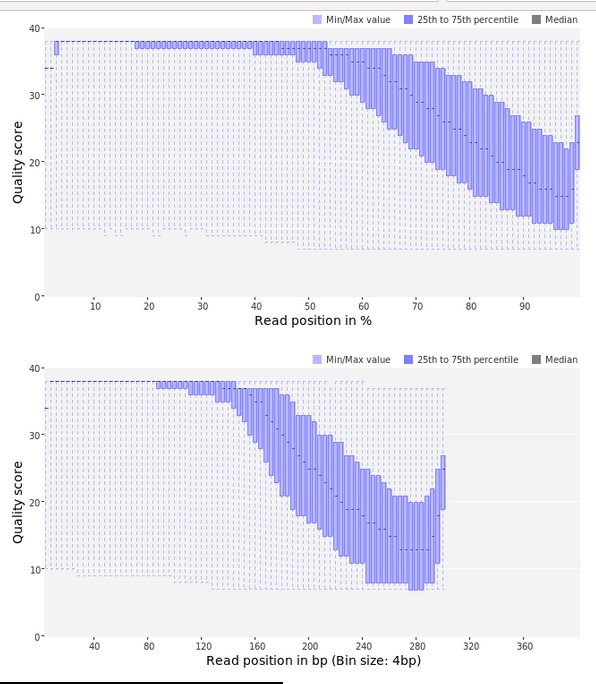 Min/Max value 25th to 75th percentile Median
40
30
20
10
0
Quality score
10 20 30 40 50 60 70 80 90
Read position in %
Min/Max value 25th to 75th percentile Median
40
30
20
10
0
Quality score
40 80 120 160 200 240 280 320 360
Read position in bp (Bin size: 4bp)